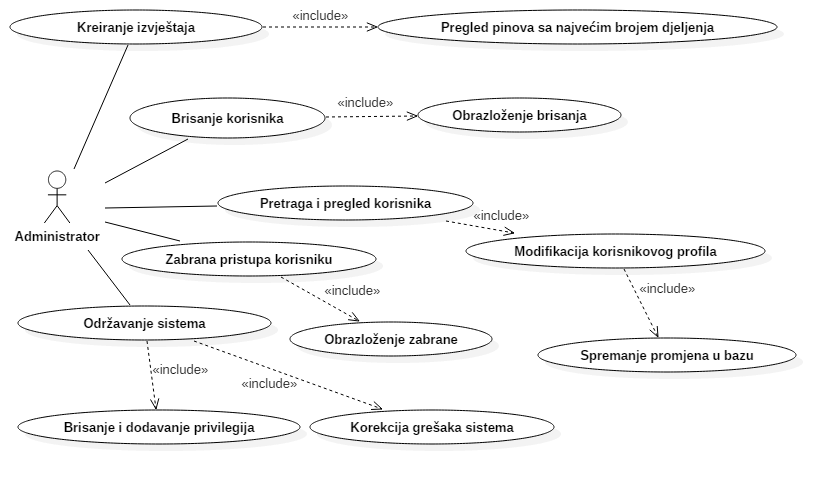 Kreiranje izvještaja
«include»
Pregled pinova sa najvećim brojem djeljenja
Brisanje korisnika
«include»
Obrazloženje brisanja
Pretraga i pregled korisnika
«include»
Administrator
Modifikacija korisnikovog profila
Zabrana pristupa korisniku
«include»
«include»
Održavanje sistema
Obrazloženje zabrane
Spremanje promjena u bazu
«include»
«include»
Brisanje i dodavanje privilegija
Korekcija grešaka sistema